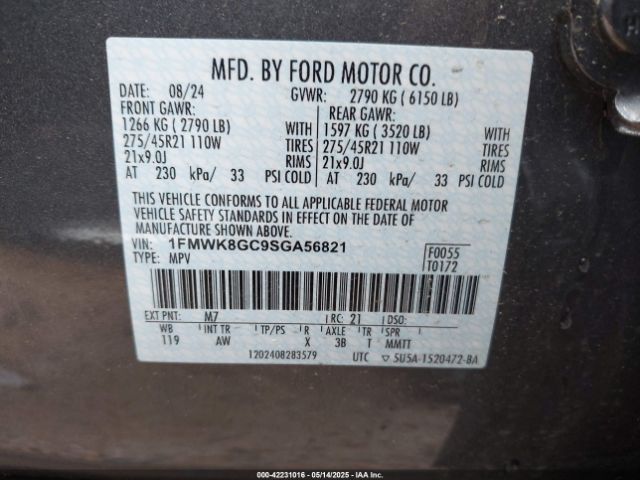 MFD. BY FORD MOTOR CO.
DATE: 08/24 GVWR: 2790 KG ( 6150 LB)
FRONT GAWR: REAR GAWR:
1266 KG ( 2790 LB) WITH 1597 KG ( 3520 LB) WITH
275/45R21 110W TIRES 275/45R21 110W TIRES
21x9.0J RIMS 21x9.0J RIMS
AT 230 kPa/ 33 PSI COLD AT 230 kPa/ 33 PSI COLD
THIS VEHICLE CONFORMS TO ALL APPLICABLE FEDERAL MOTOR
VEHICLE SAFETY STANDARDS IN EFFECT ON THE DATE OF
MANUFACTURE SHOWN ABOVE.
VIN: 1FMWK8GC9SGA56821 F0055
TYPE: MPV T0172
EXT PNT: M7 RC: 21 DSO:
WB INT TR TP/PS R AXLE TR SPR
119 AW X 3B T MMTT
1202408283579 UTC ▽ 5U5A-1520472-BA
000-42231016 - 05/14/2025 - Copyright IAA, Inc.